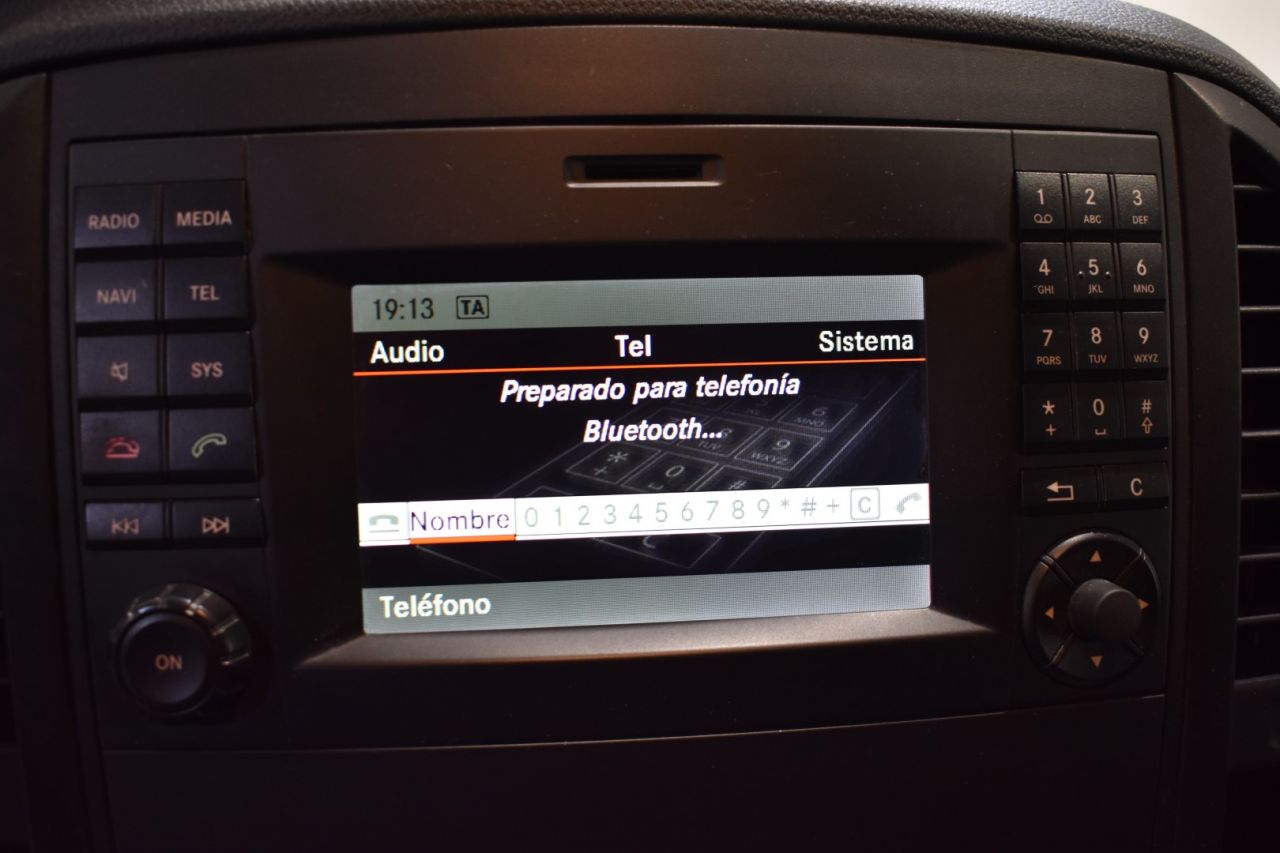 RADIO MEDIA
NAVI TEL
SYS
ON
19:13 TA
Audio Tel Sistema
Preparado para telefonía
Bluetooth...
Nombre 0 1 2 3 4 5 6 7 8 9 * # + C
Teléfono
1 2 3
ABC DEF
4 5 6
GHI JKL MNO
7 8 9
PQRS TUV WXYZ
* 0 #
+
C